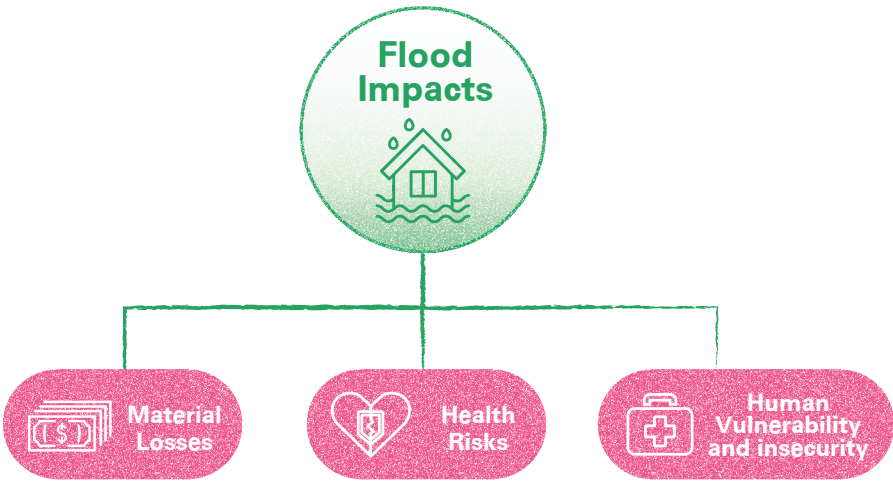 Flood
Impacts
$
Material
Losses
Health
Risks
Human
Vulnerability
and insecurity